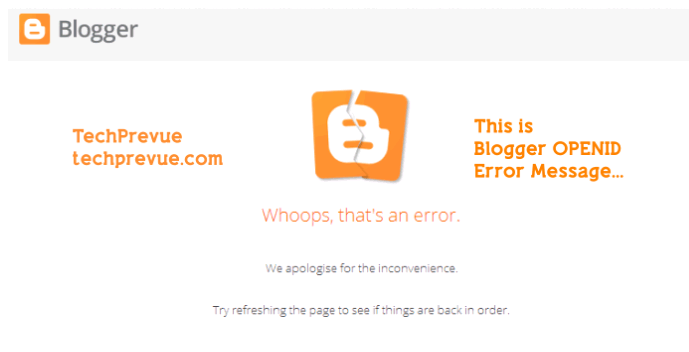 Blogger
TechPrevue
techprevue.com
This is
Blogger OPENID
Error Message...
Whoops, that's an error.
We apologise for the inconvenience.
Try refreshing the page to see if things are back in order.